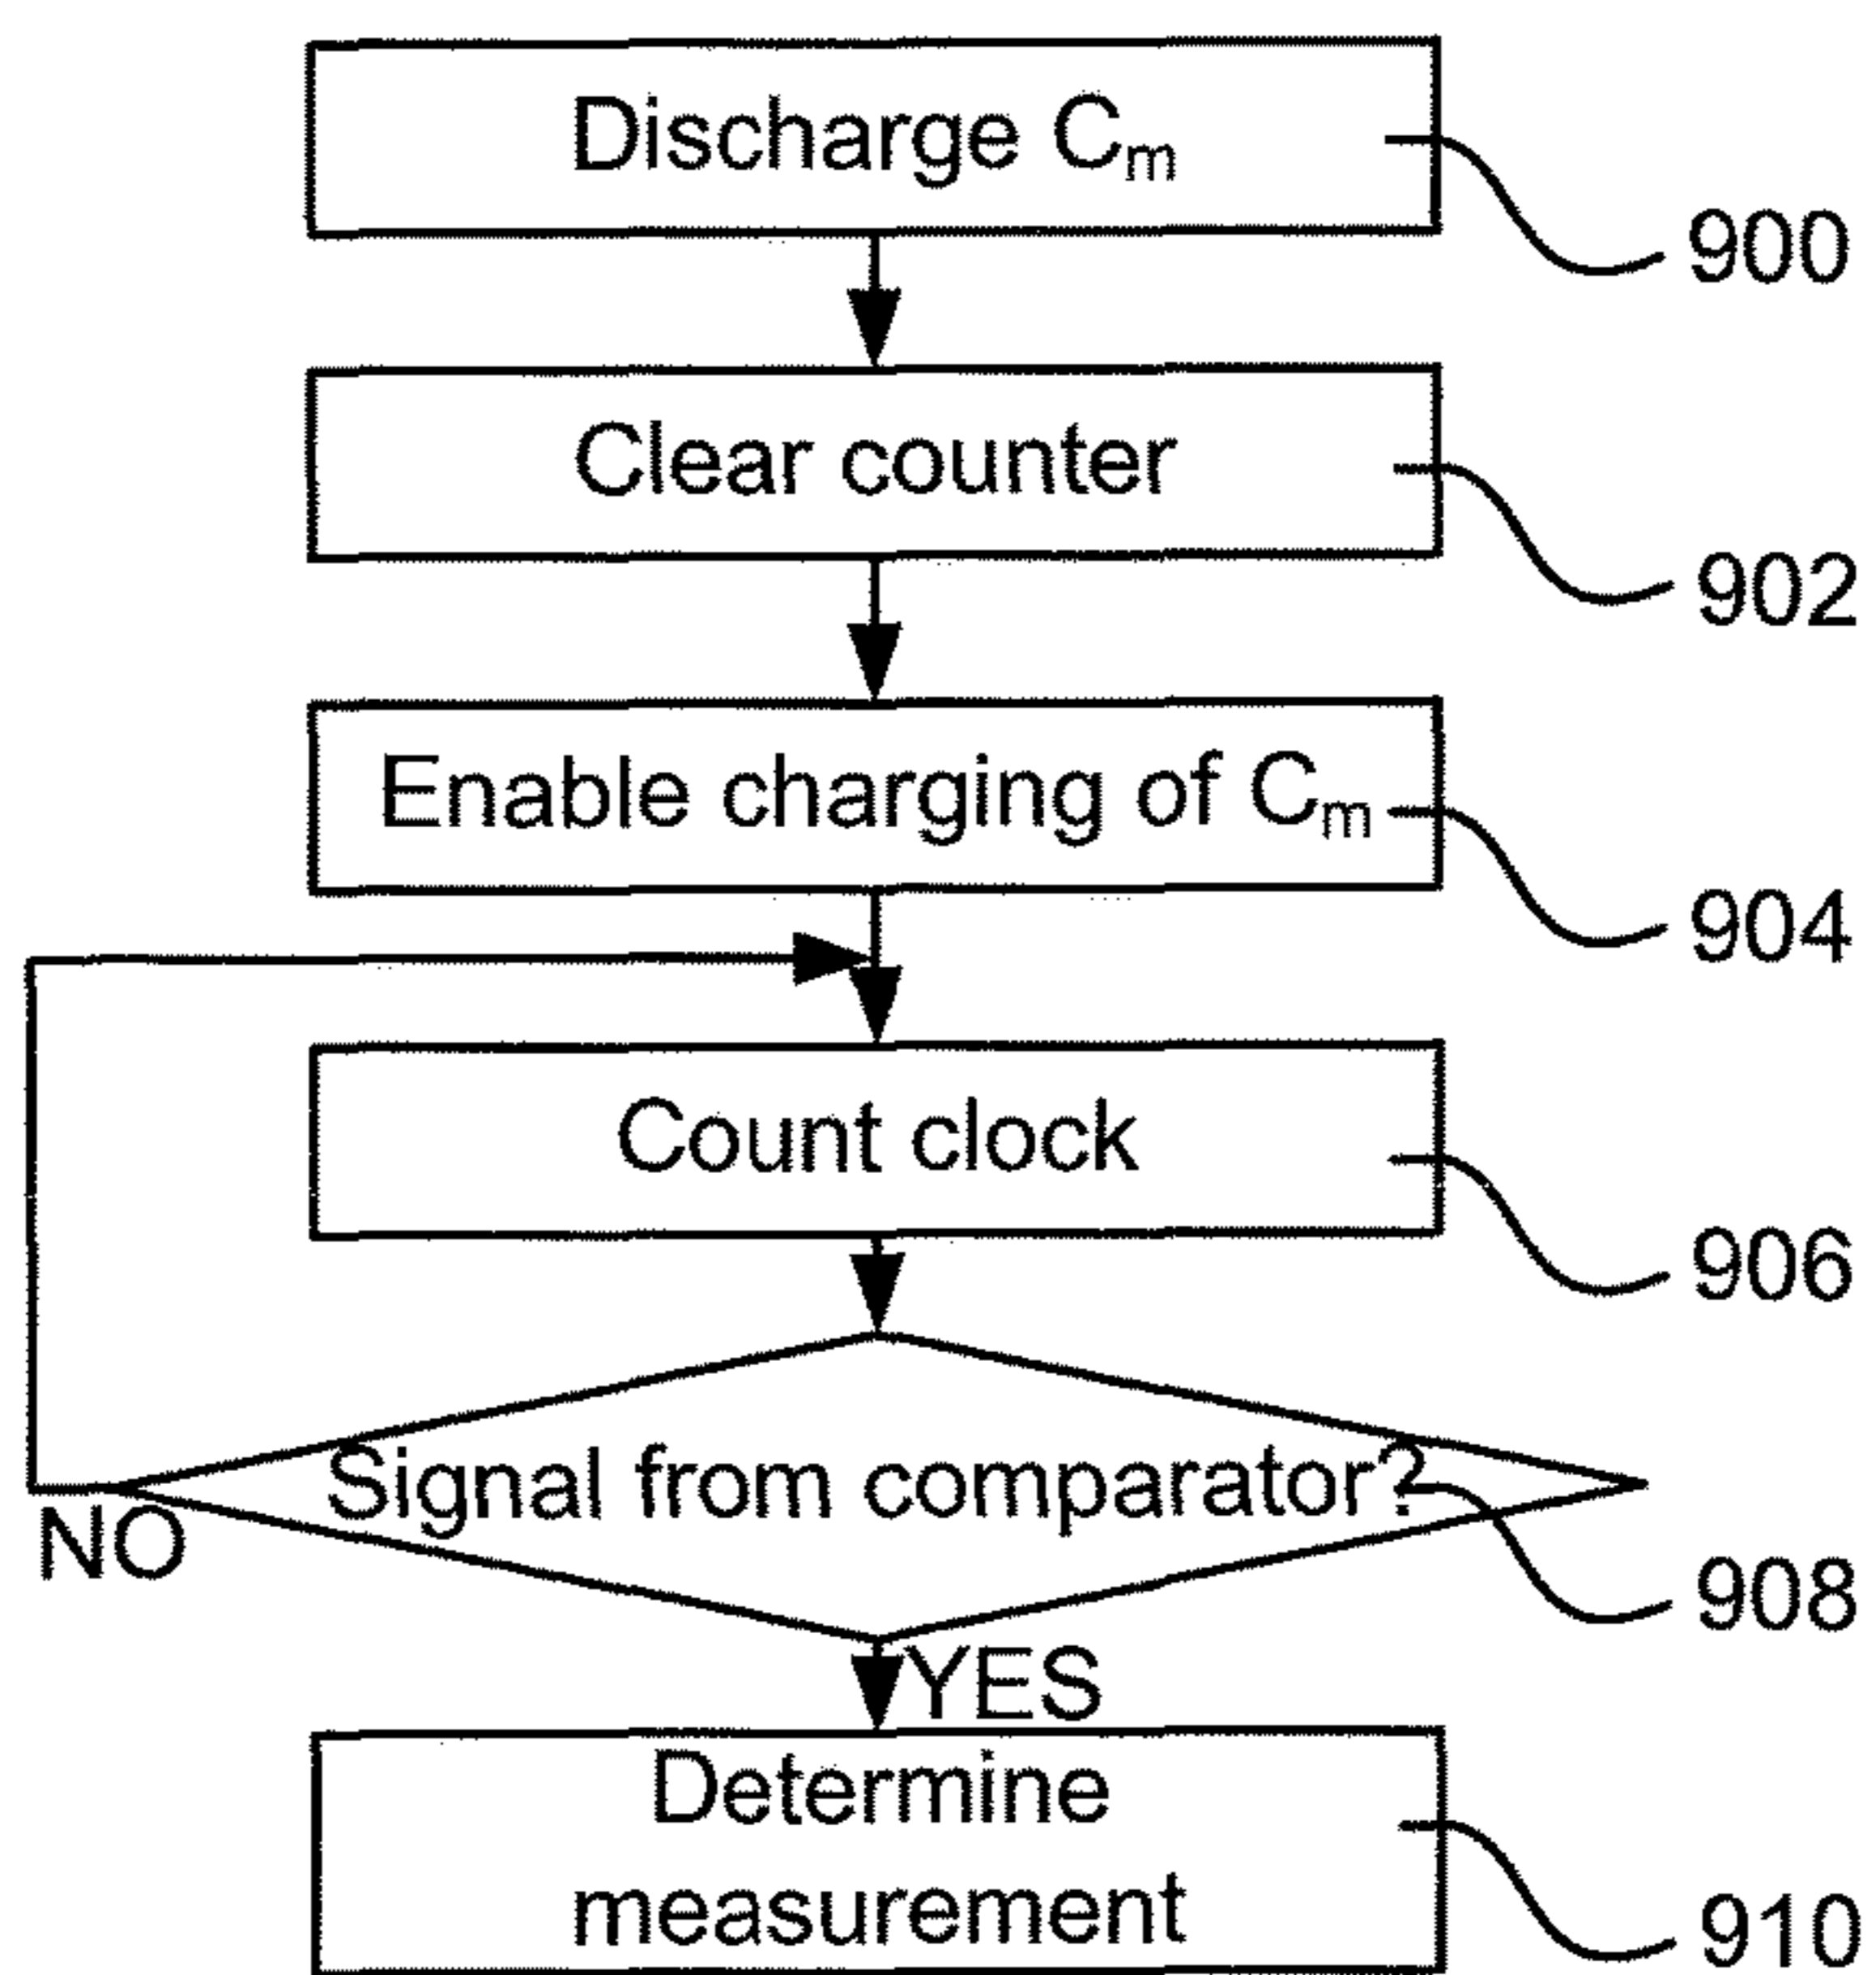 Discharge Cm
900
Clear counter
902
Enable charging of Cm
904
Count clock
906
Signal from comparator?
NO
908
YES
Determine
measurement
910